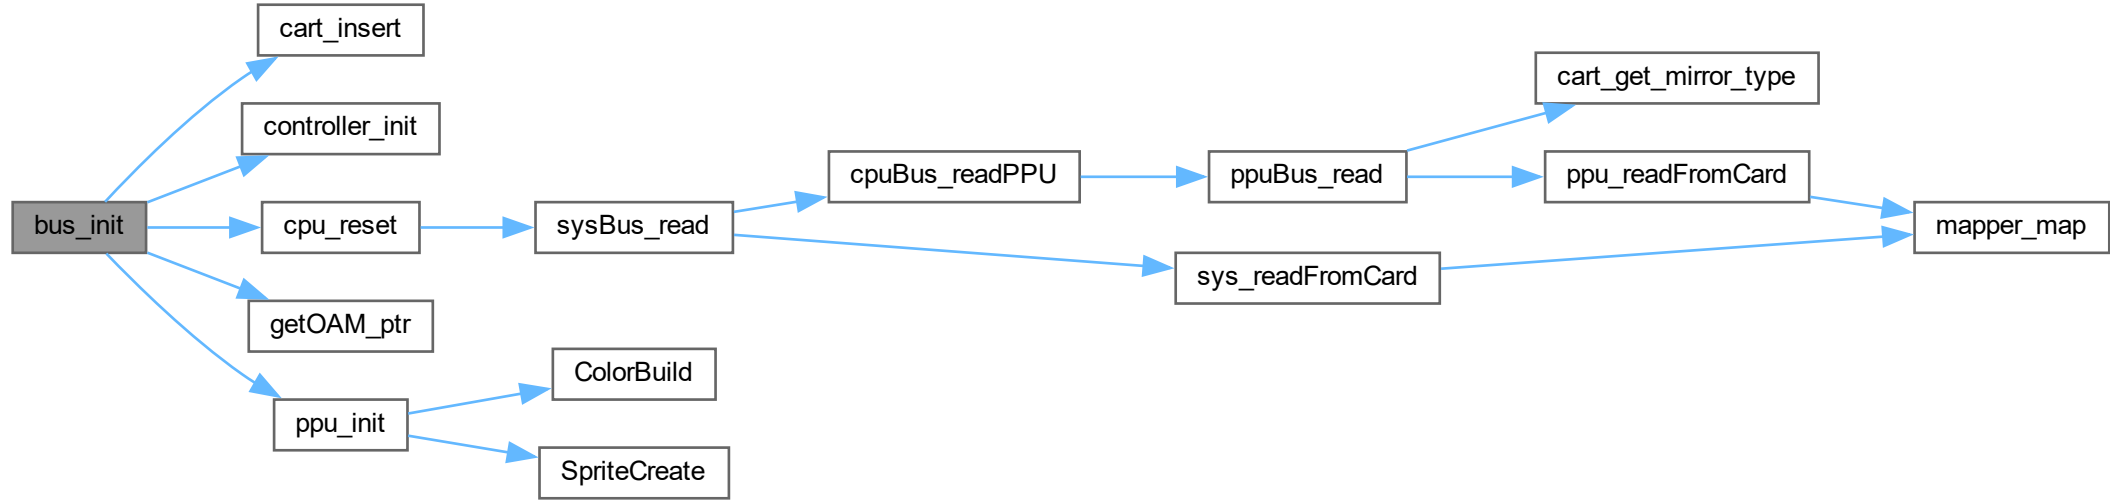 cart_insert
controller_init
bus_init
cpu_reset
getOAM_ptr
ppu_init
sysBus_read
ColorBuild
SpriteCreate
cpuBus_readPPU
sys_readFromCard
ppuBus_read
cart_get_mirror_type
ppu_readFromCard
mapper_map